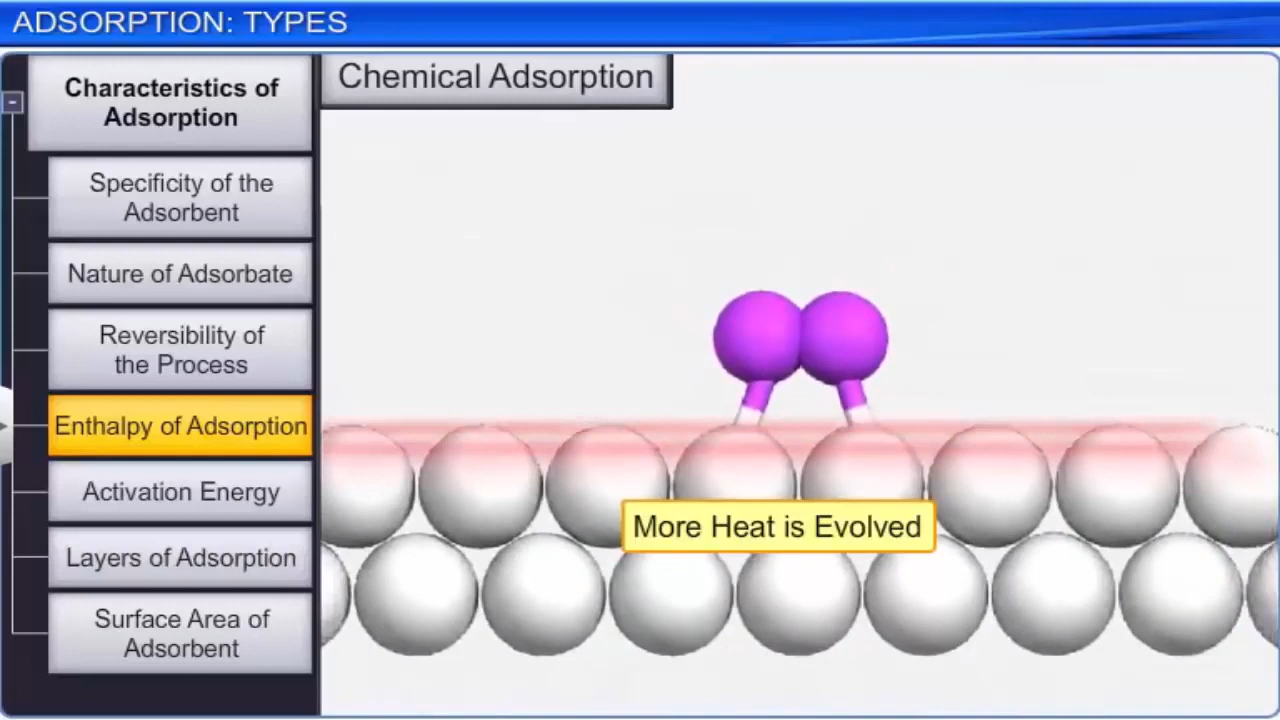 ADSORPTION: TYPES
Characteristics of
Adsorption
Specificity of the
Adsorbent
Nature of Adsorbate
Reversibility of
the Process
Enthalpy of Adsorption
Activation Energy
Layers of Adsorption
Surface Area of
Adsorbent
Chemical Adsorption
More Heat is Evolved